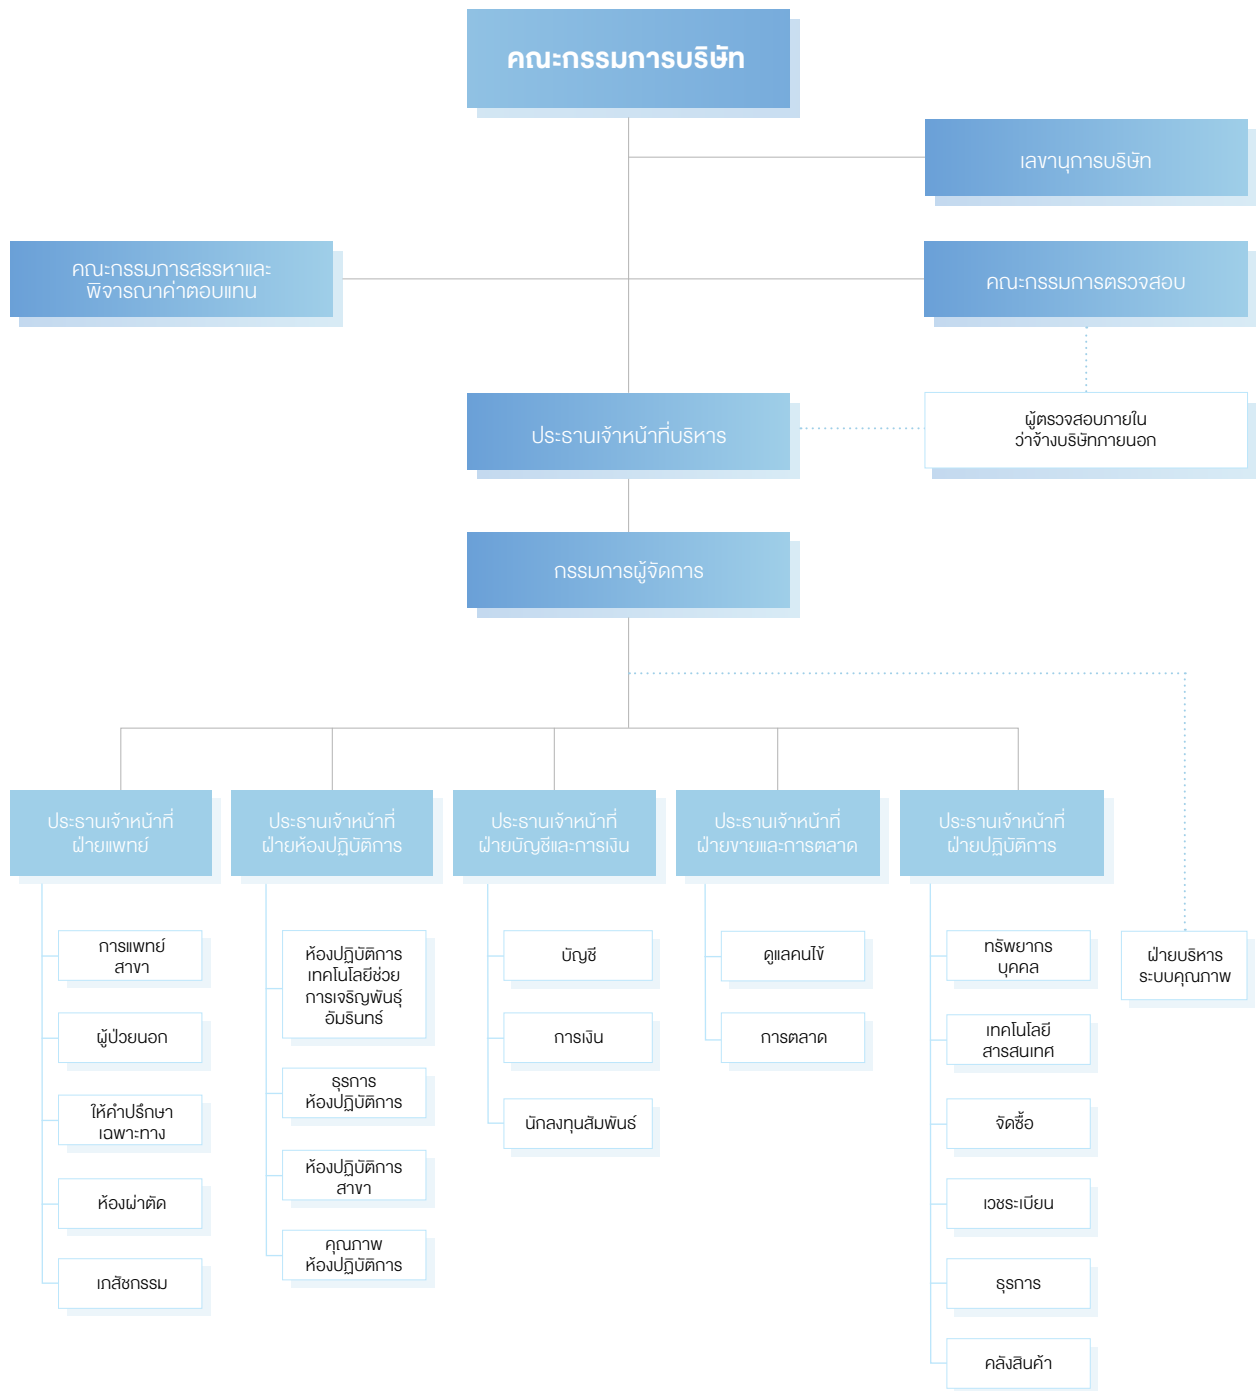 คณะกรรมการบริษัท
เลขานุการบริษัท
คณะกรรมการสรรหาและ
พิจารณาค่าตอบแทน
คณะกรรมการตรวจสอบ
ประธานเจ้าหน้าที่บริหาร
ผู้ตรวจสอบภายใน
ว่าจ้างบริษัทภายนอก
กรรมการผู้จัดการ
ประธานเจ้าหน้าที่
ฝ่ายแพทย์
ประธานเจ้าหน้าที่
ฝ่ายห้องปฏิบัติการ
ประธานเจ้าหน้าที่
ฝ่ายบัญชีและการเงิน
ประธานเจ้าหน้าที่
ฝ่ายขายและการตลาด
ประธานเจ้าหน้าที่
ฝ่ายปฏิบัติการ
การแพทย์
สาขา
ผู้ป่วยนอก
ให้คำปรึกษา
เฉพาะทาง
ห้องผ่าตัด
เภสัชกรรม
ห้องปฏิบัติการ
เทคโนโลยีช่วย
การเจริญพันธุ์
อัมรินทร์
ธุรการ
ห้องปฏิบัติการ
ห้องปฏิบัติการ
สาขา
คุณภาพ
ห้องปฏิบัติการ
บัญชี
การเงิน
นักลงทุนสัมพันธ์
ดูแลคนไข้
การตลาด
ทรัพยากร
บุคคล
เทคโนโลยี
สารสนเทศ
จัดซื้อ
เวชระเบียน
ธุรการ
คลังสินค้า
ฝ่ายบริหาร
ระบบคุณภาพ